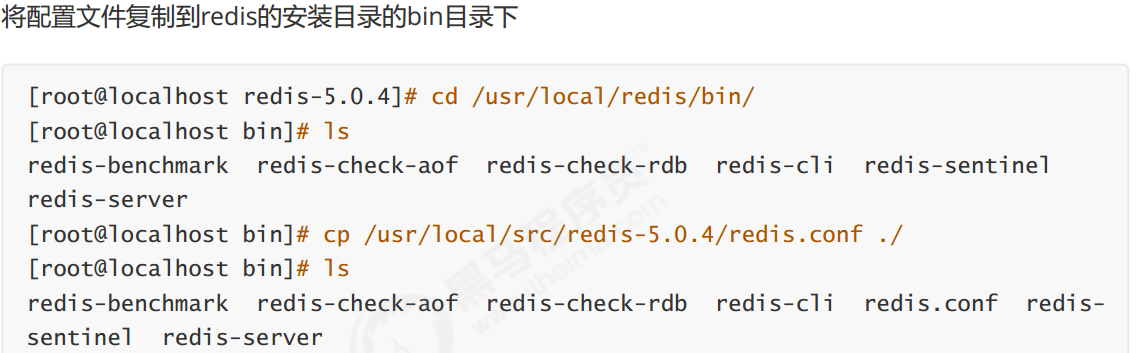 将配置文件复制到redis的安装目录的bin目录下
[root@localhost redis-5.0.4]# cd /usr/local/redis/bin/
[root@localhost bin]# ls
redis-benchmark  redis-check-aof  redis-check-rdb  redis-cli  redis-sentinel
redis-server
[root@localhost bin]# cp /usr/local/src/redis-5.0.4/redis.conf ./
[root@localhost bin]# ls
redis-benchmark  redis-check-aof  redis-check-rdb  redis-cli  redis.conf  redis-
sentinel  redis-server
黑马程序员
www.itheima.com